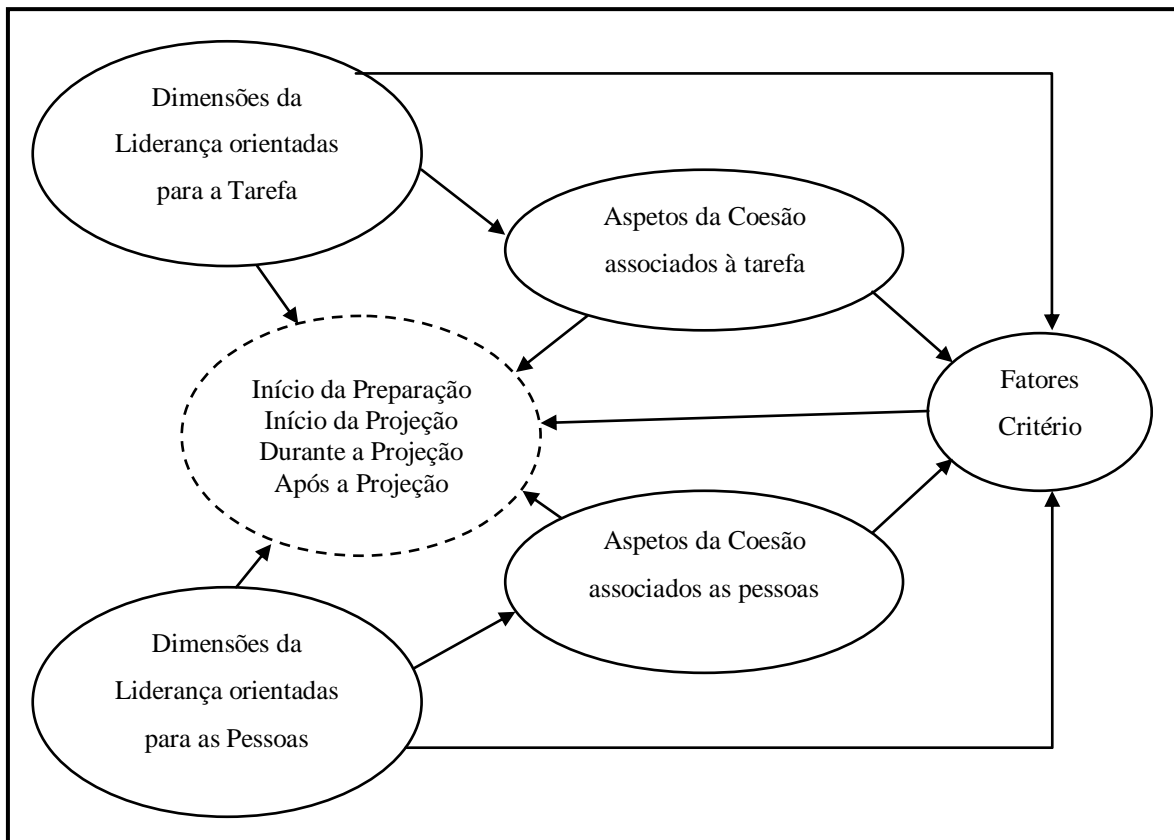 Dimensões da
Liderança orientadas
para a Tarefa
Aspetos da Coesão
associados à tarefa
Início da Preparação
Início da Projeção
Durante a Projeção
Após a Projeção
Fatores
Critério
Aspetos da Coesão
associados as pessoas
Dimensões da
Liderança orientadas
para as Pessoas